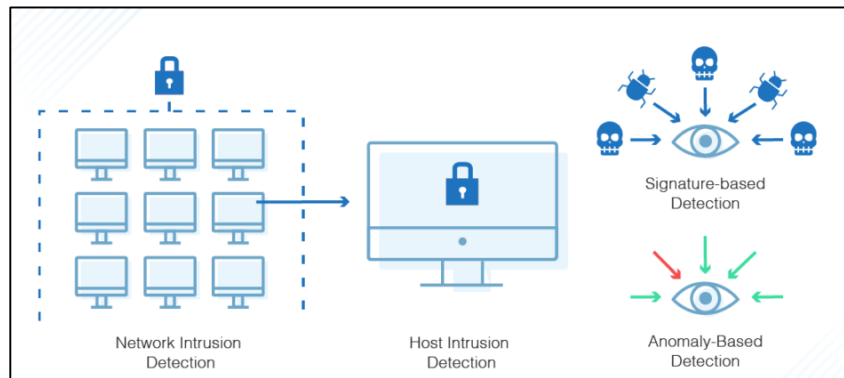 Network Intrusion
Detection
Host Intrusion
Detection
Signature-based
Detection
Anomaly-Based
Detection